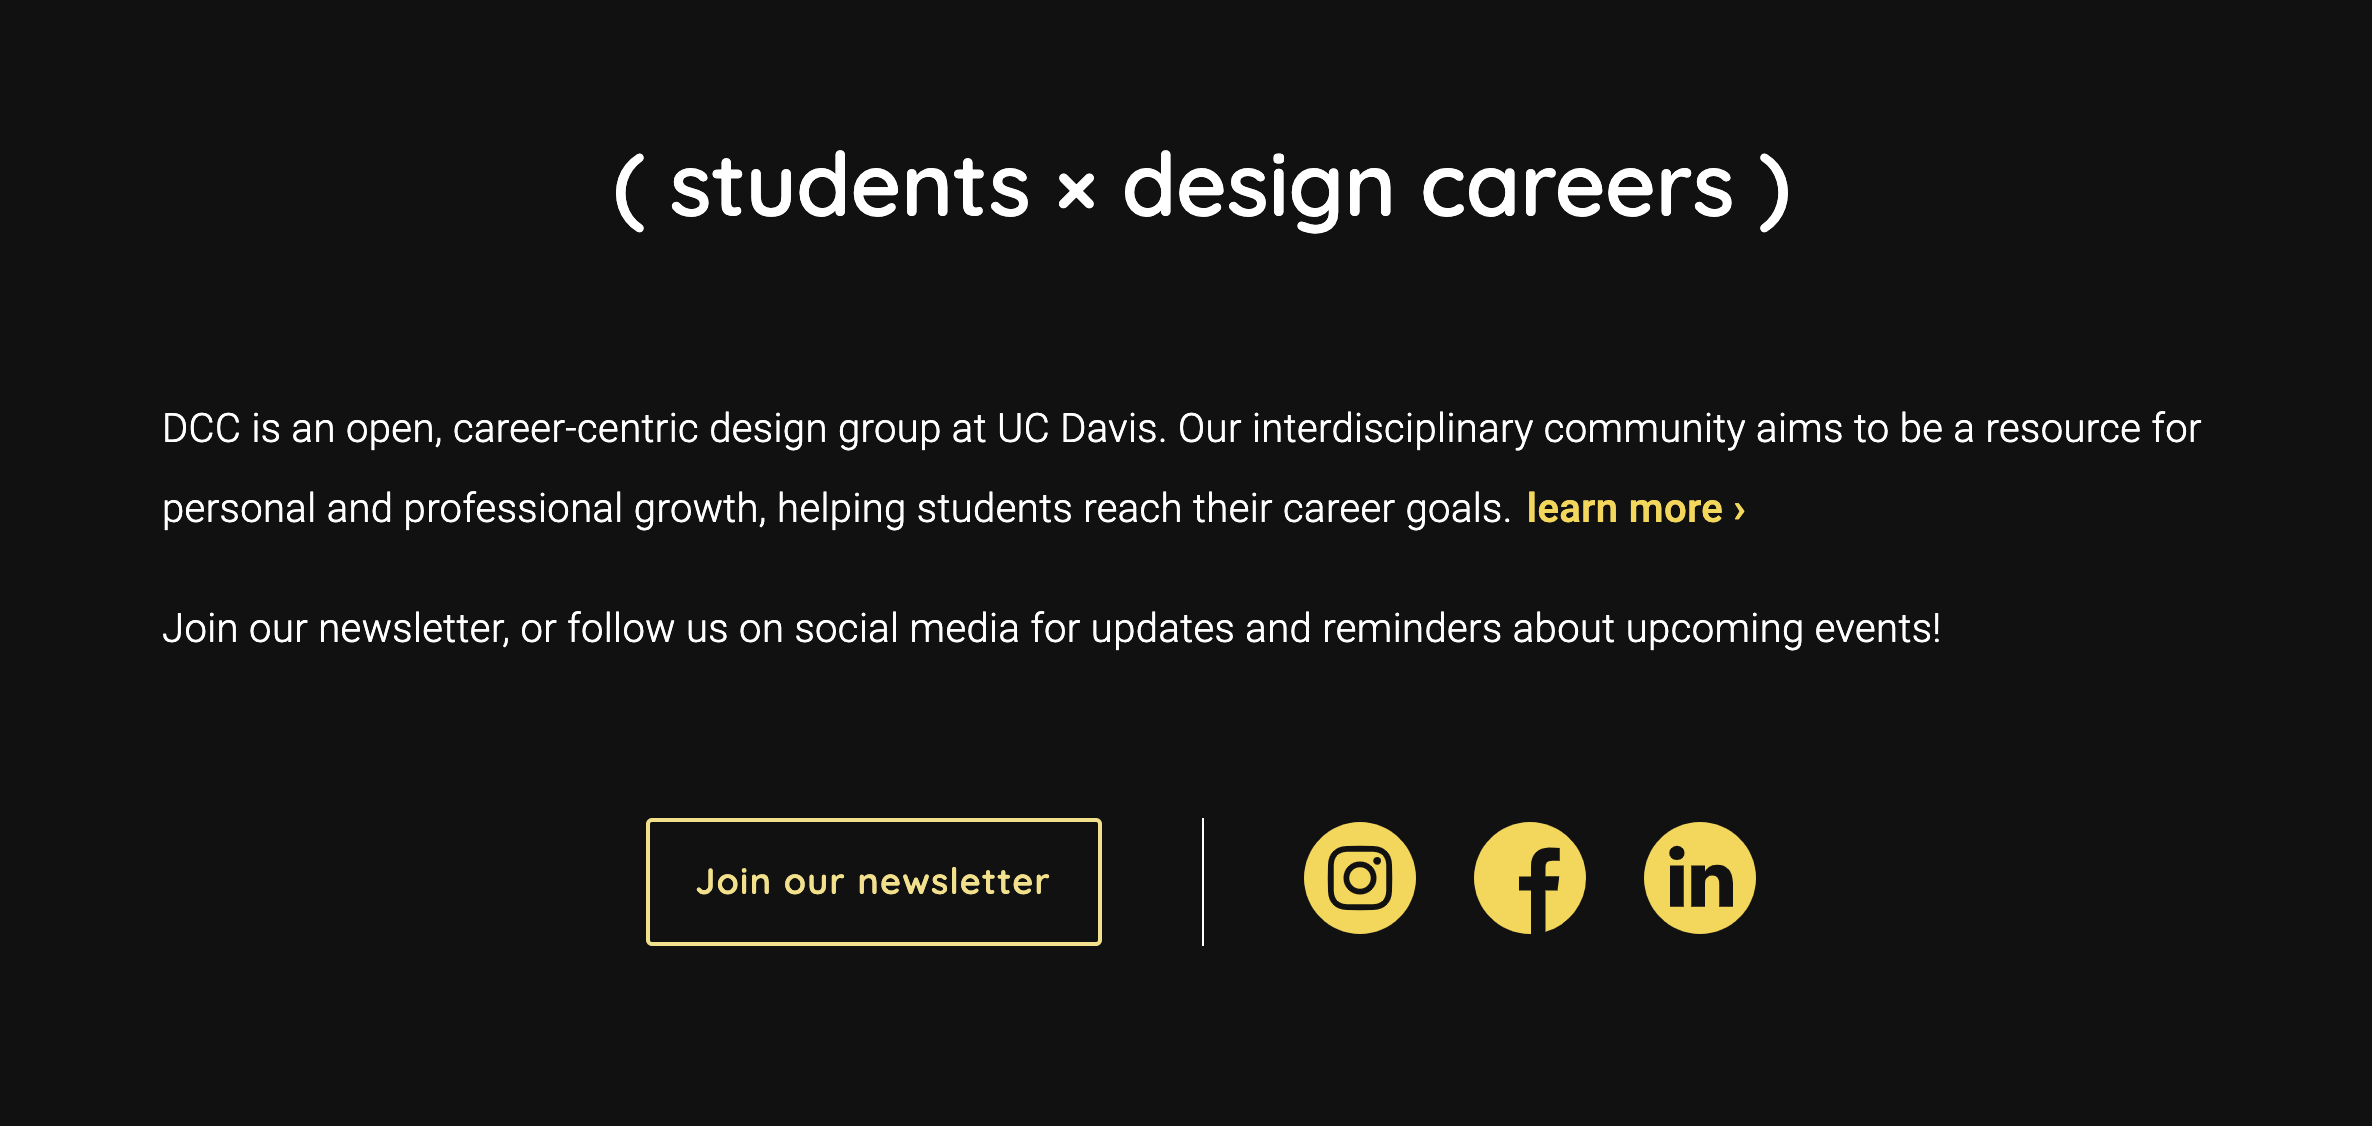 ( students × design careers )
DCC is an open, career-centric design group at UC Davis. Our interdisciplinary community aims to be a resource for
personal and professional growth, helping students reach their career goals. learn more ›
Join our newsletter, or follow us on social media for updates and reminders about upcoming events!
Join our newsletter